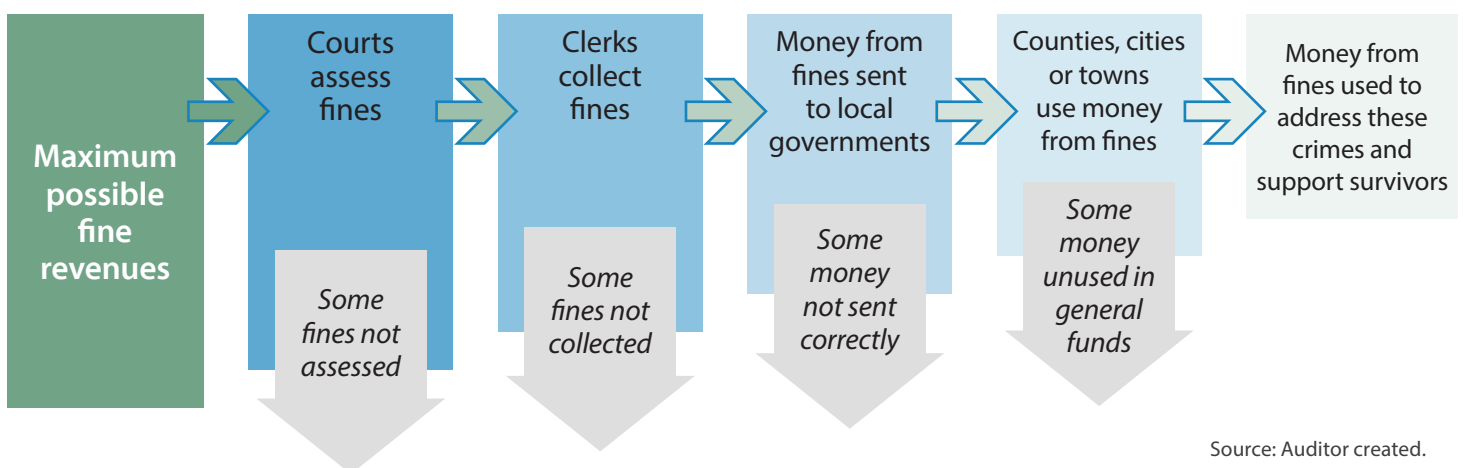 Maximum
possible
fine
revenues
Courts
assess
fines
Some
fines not
assessed
Clerks
collect
fines
Some
fines not
collected
Money from
fines sent
to local
governments
Some
money
not sent
correctly
Counties, cities
or towns
use money
from fines
Some
money
unused in
general
funds
Money from
fines used to
address these
crimes and
support survivors
Source: Auditor created.